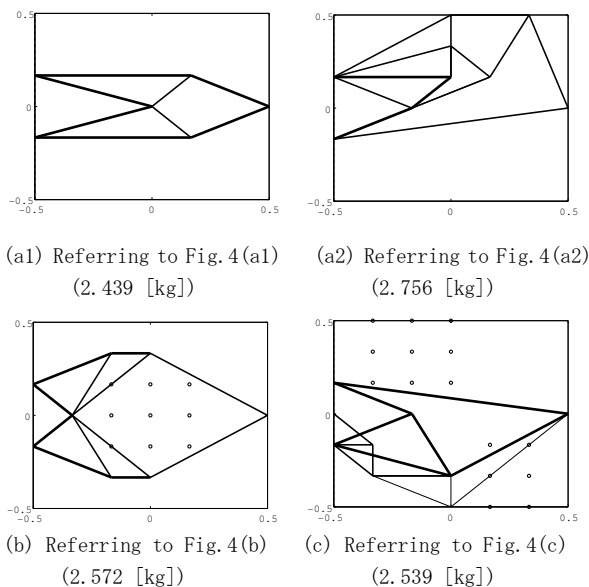 0.5 0.5
0 0
-0.5 -0.5
-0.5 0 0.5 -0.5 0 0.5
(a1) Referring to Fig.4(a1) (a2) Referring to Fig.4(a2)
(2.439 [kg]) (2.756 [kg])
0.5 0.5
0 0
-0.5 -0.5
-0.5 0 0.5 -0.5 0 0.5
(b) Referring to Fig.4(b) (c) Referring to Fig.4(c)
(2.572 [kg]) (2.539 [kg])